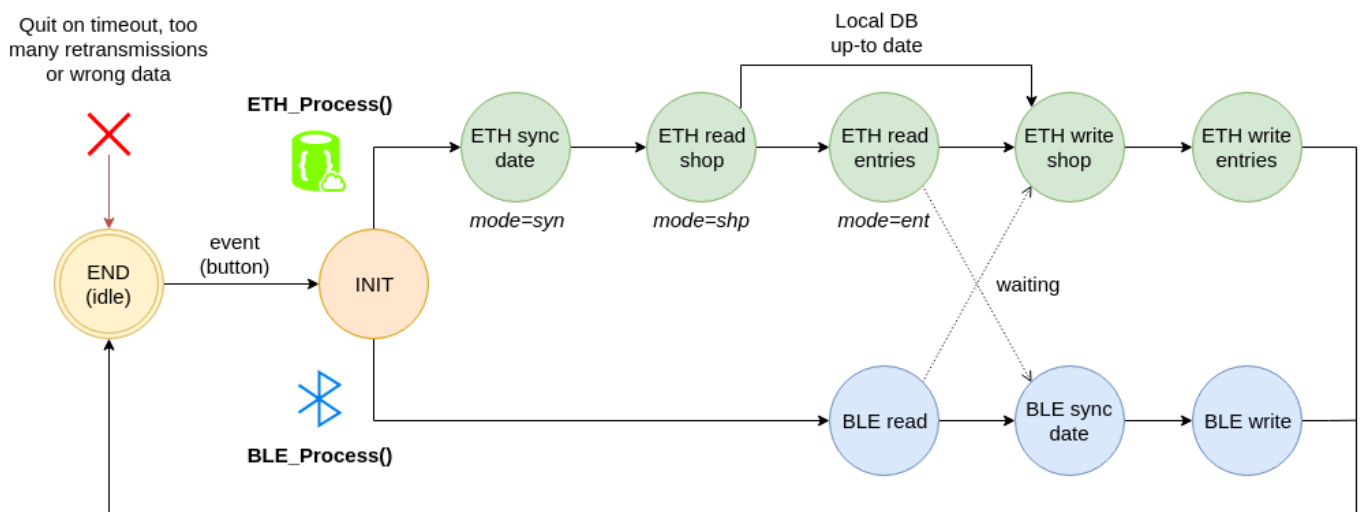 Quit on timeout, too
many retransmissions
or wrong data
Local DB
up-to date
ETH_Process()
{ }
ETH sync
date
ETH read
shop
ETH read
entries
ETH write
shop
ETH write
entries
mode=syn
mode=shp
mode=ent
event
(button)
END
(idle)
INIT
waiting
BLE read
BLE sync
date
BLE write
BLE_Process()